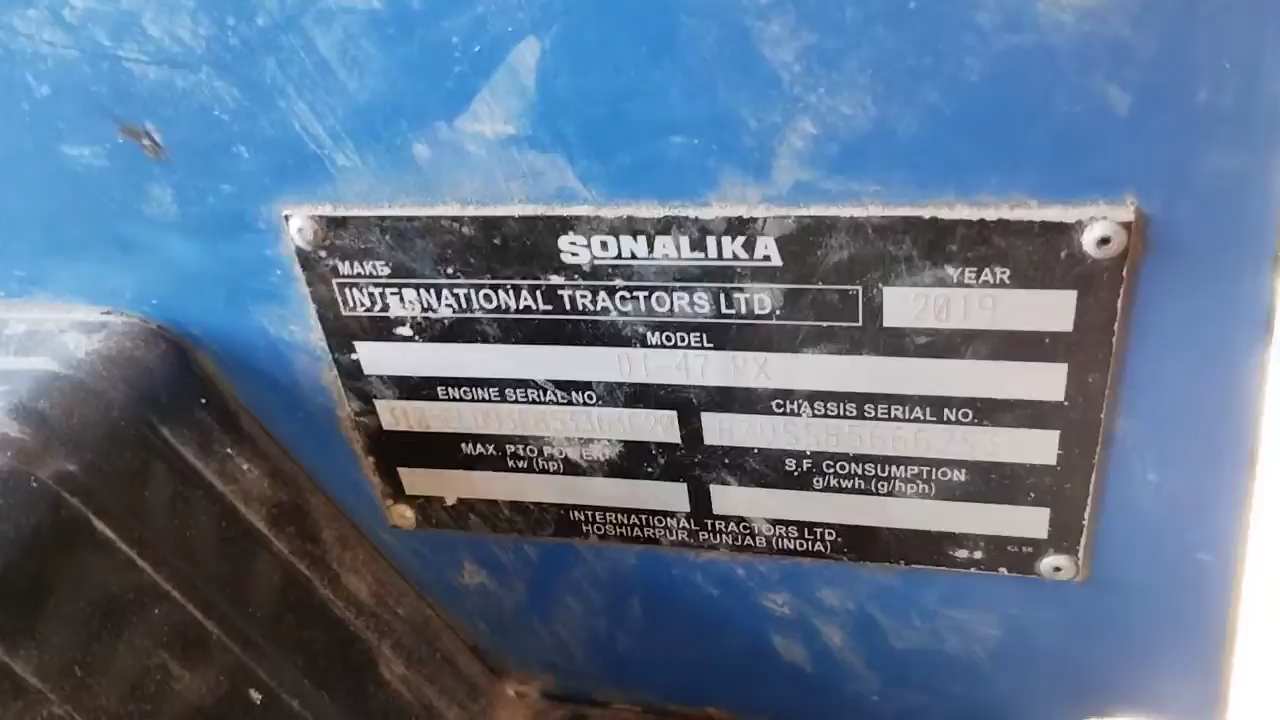 SONALIKA
MAKE
YEAR
INTERNATIONAL TRACTORS LTD.
2019
MODEL
DI-47 RX
ENGINE SERIAL NO.
CHASSIS SERIAL NO.
MAX. PTO POWER
S.F. CONSUMPTION
kw (hp)
g/kwh (g/hph)
INTERNATIONAL TRACTORS LTD.
HOSHIARPUR, PUNJAB (INDIA)